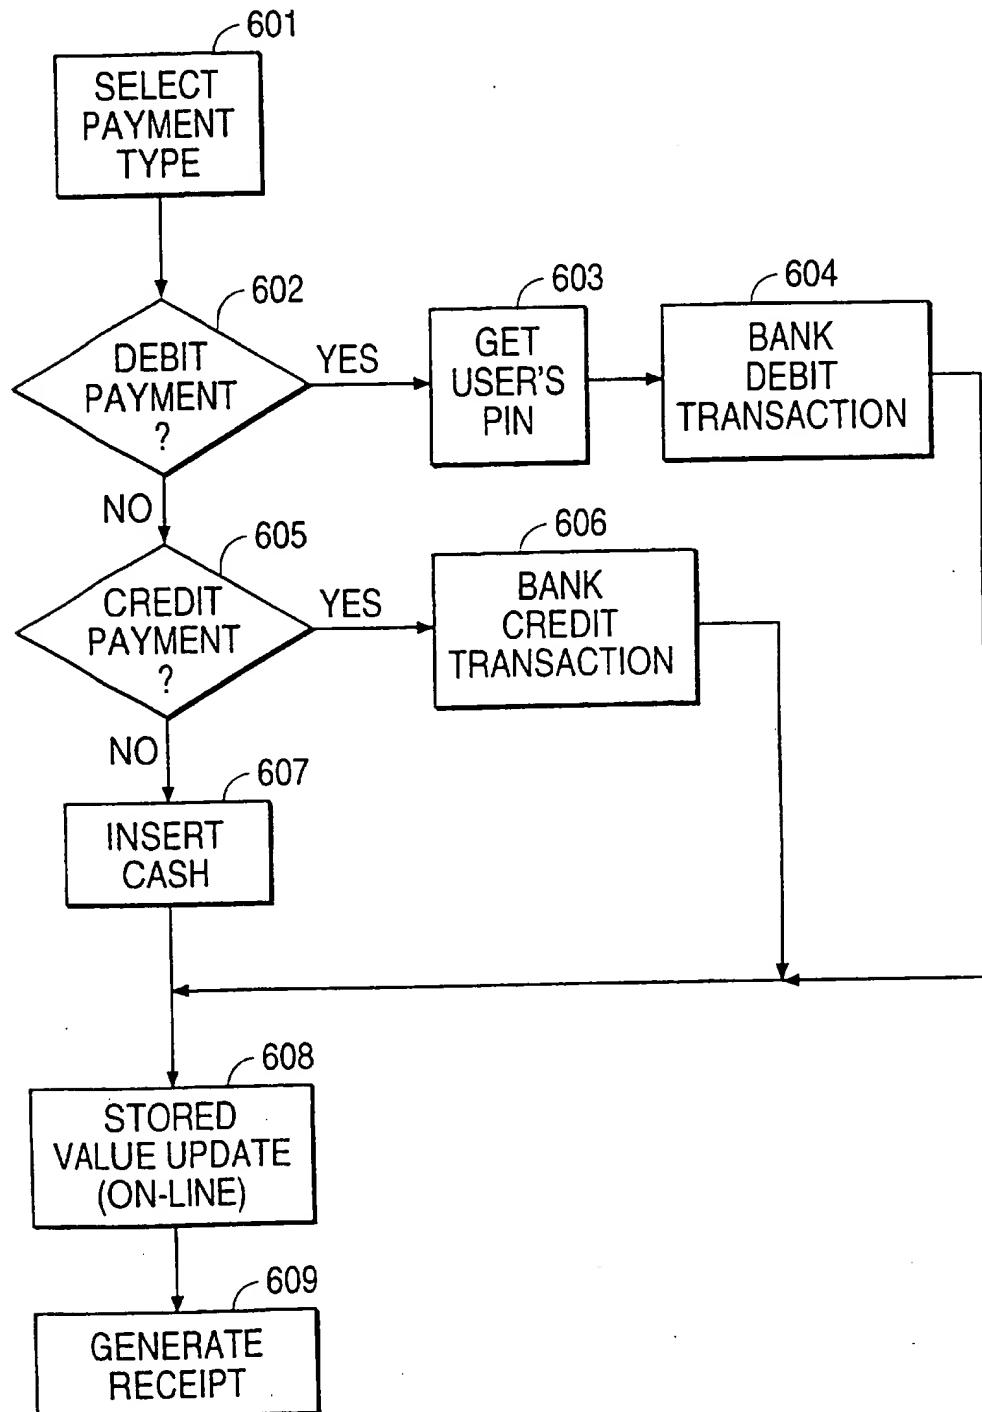 601
SELECT
PAYMENT
TYPE
602
DEBIT
PAYMENT
?
YES
603
GET
USER'S
PIN
604
BANK
DEBIT
TRANSACTION
NO
605
CREDIT
PAYMENT
?
YES
606
BANK
CREDIT
TRANSACTION
NO
607
INSERT
CASH
608
STORED
VALUE UPDATE
(ON-LINE)
609
GENERATE
RECEIPT